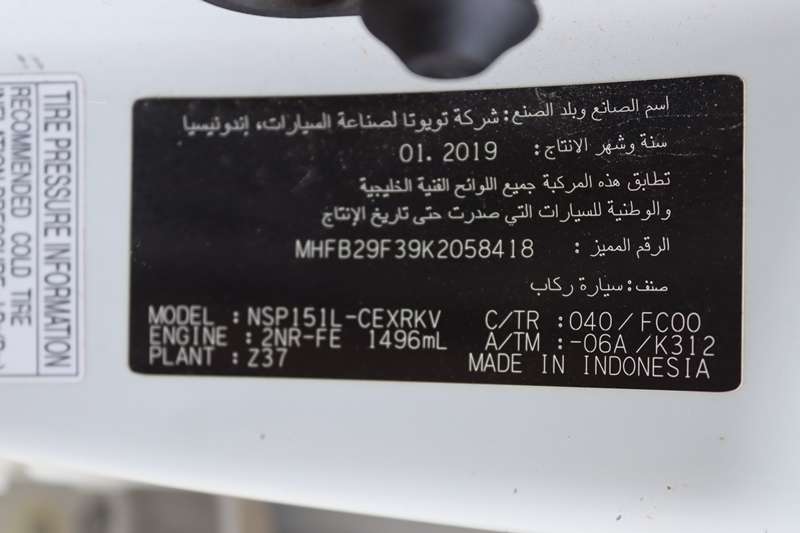 اسم الصانع وبلد الصنع: شركة تويوتا لصناعة السيارات، إندونيسيا
سنة وشهر الانتاج: 01. 2019
تطابق هذه المركبة جميع اللوائح الفنية الخليجية
والوطنية للسيارات التي صدرت حتى تاريخ الإنتاج
الرقم المميز : MHFB29F39K2058418
صنف: سيارة ركاب
MODEL : NSP151L-CEXRKV C/TR : 040 / FC00
ENGINE : 2NR-FE 1496mL A/TM : -06A / K312
PLANT : Z37 MADE IN INDONESIA
TIRE PRESSURE INFORMATION
RECOMMENDED COLD TIRE